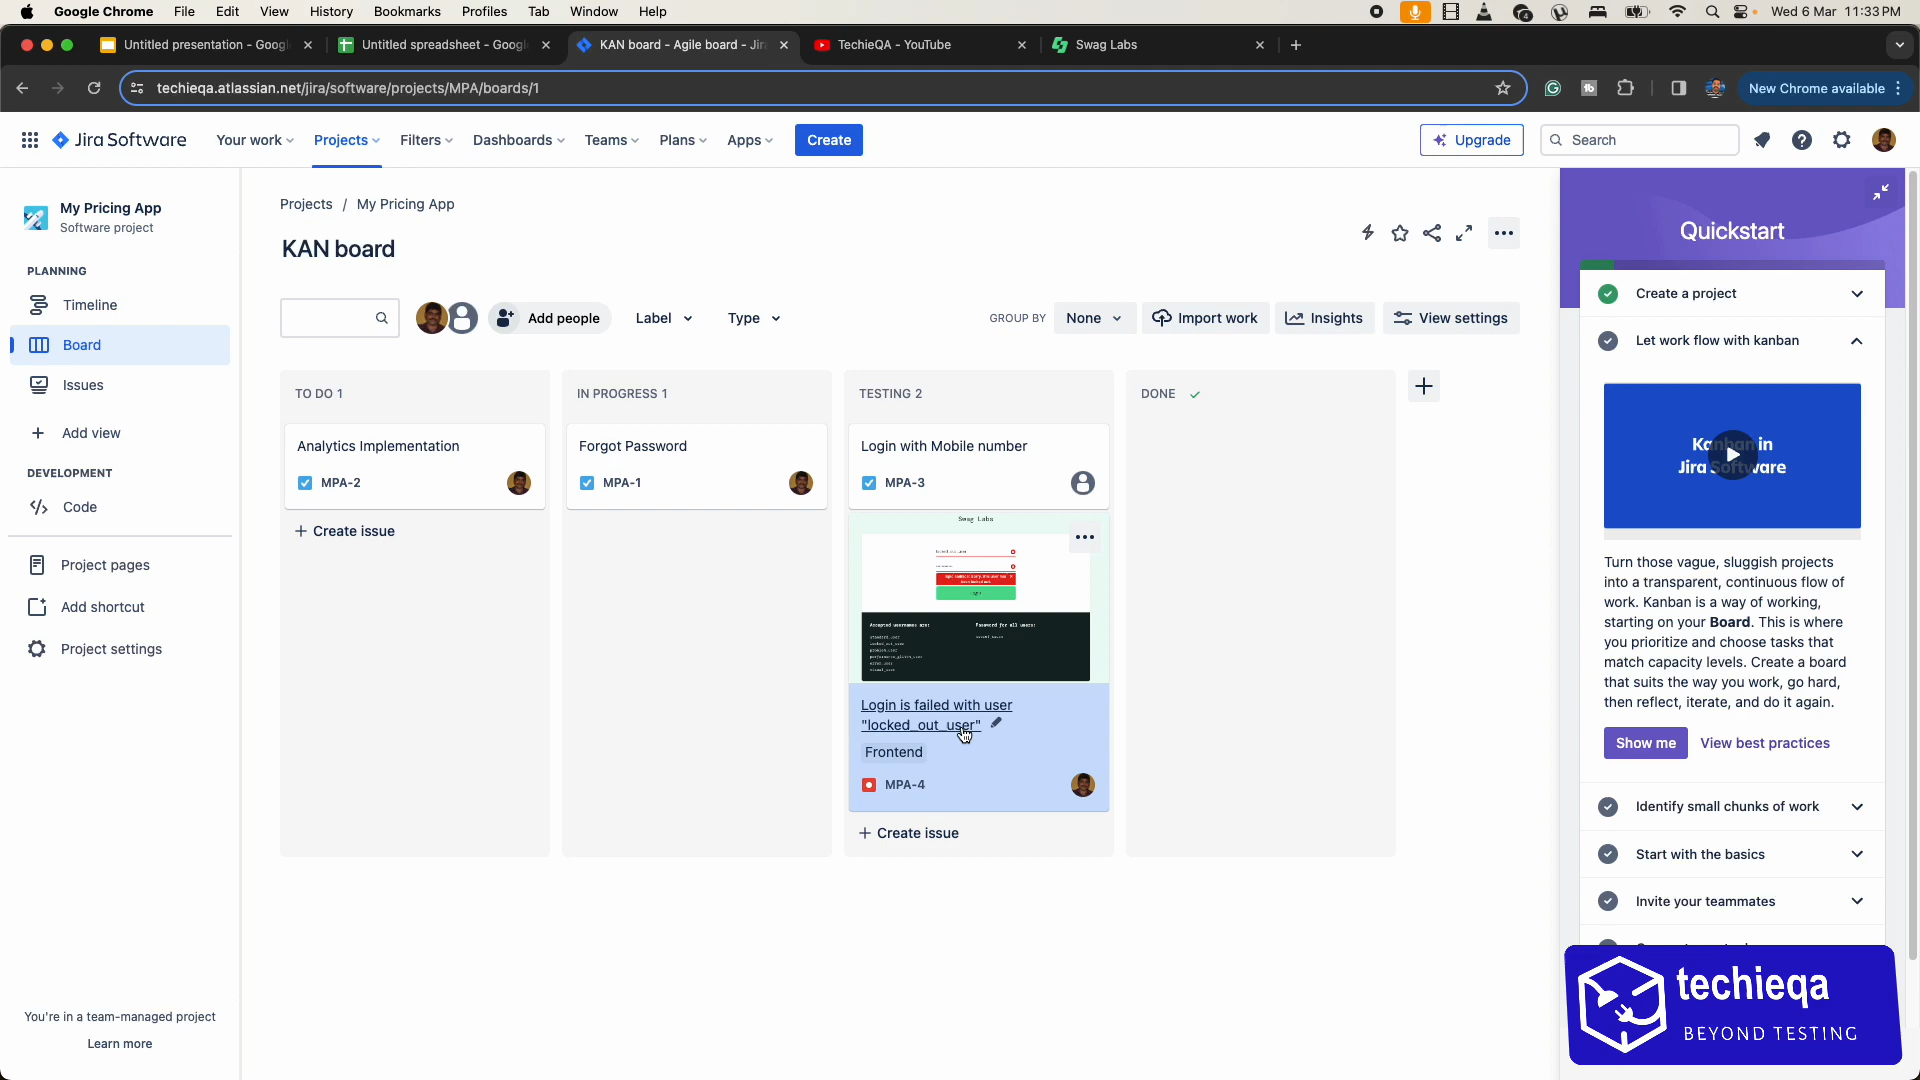 Google Chrome File Edit View History Bookmarks Profiles Tab Window Help
Wed 6 Mar 11:33 PM
Untitled presentation - Googl
Untitled spreadsheet - Googl
KAN board - Agile board - Jir
TechieQA - YouTube
Swag Labs
techieqa.atlassian.net/jira/software/projects/MPA/boards/1
New Chrome available
Jira Software
Your work Projects Filters Dashboards Teams Plans Apps Create
Upgrade
Search
My Pricing App
Software project
PLANNING
Timeline
Board
Issues
Add view
DEVELOPMENT
Code
Project pages
Add shortcut
Project settings
You're in a team-managed project
Learn more
Projects / My Pricing App
KAN board
Add people
Label
Type
GROUP BY None
Import work
Insights
View settings
TO DO 1
Analytics Implementation
MPA-2
+ Create issue
IN PROGRESS 1
Forgot Password
MPA-1
TESTING 2
Login with Mobile number
MPA-3
Swag Labs
Accepted usernames are:
Password for all users:
Login is failed with user
"locked_out_user"
Frontend
MPA-4
+ Create issue
DONE
Quickstart
Create a project
Let work flow with kanban
Kanban in
Jira Software
Turn those vague, sluggish projects
into a transparent, continuous flow of
work. Kanban is a way of working,
starting on your Board. This is where
you prioritize and choose tasks that
match capacity levels. Create a board
that suits the way you work, go hard,
then reflect, iterate, and do it again.
Show me
View best practices
Identify small chunks of work
Start with the basics
Invite your teammates
techieqa
BEYOND TESTING